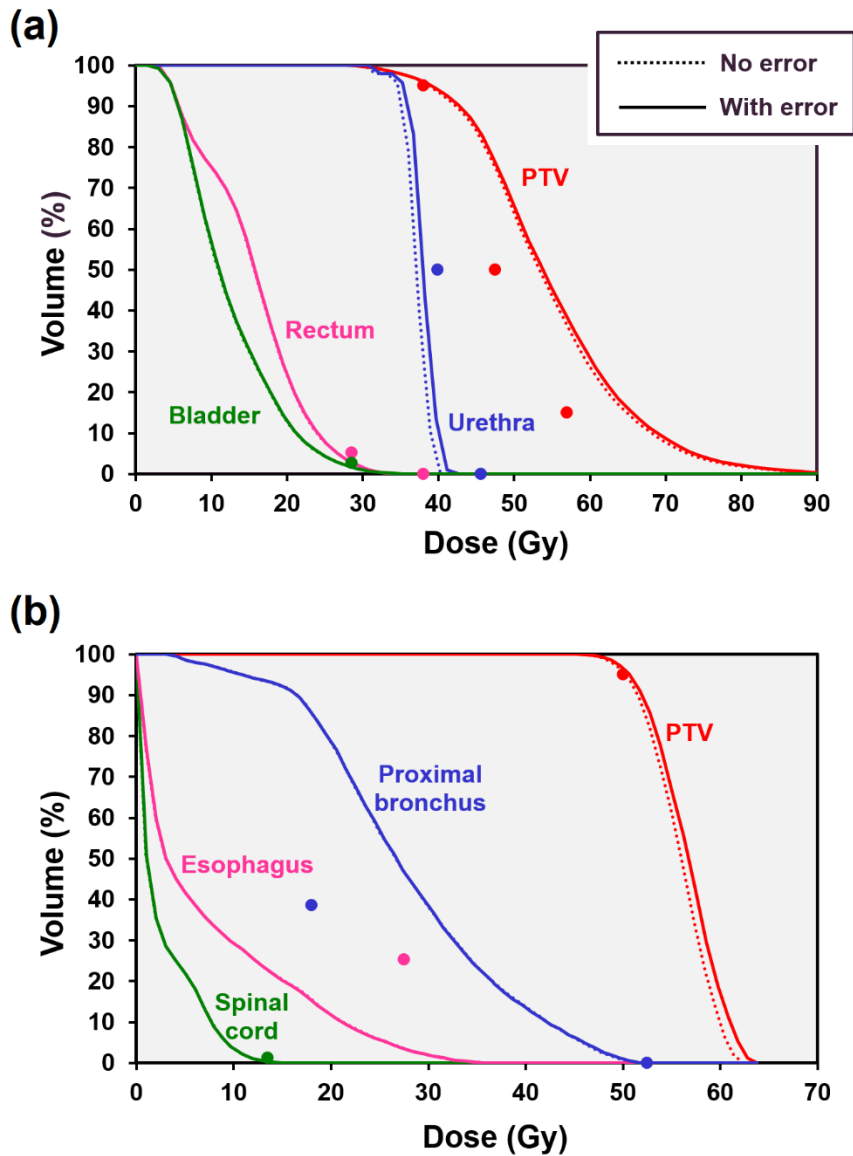 (a)
No error
With error
100
90
80
70
60
50
40
30
20
10
0
Volume (%)
PTV
Rectum
Bladder
Urethra
0 10 20 30 40 50 60 70 80 90
Dose (Gy)
(b)
100
90
80
70
60
50
40
30
20
10
0
Volume (%)
PTV
Proximal
bronchus
Esophagus
Spinal
cord
0 10 20 30 40 50 60 70
Dose (Gy)